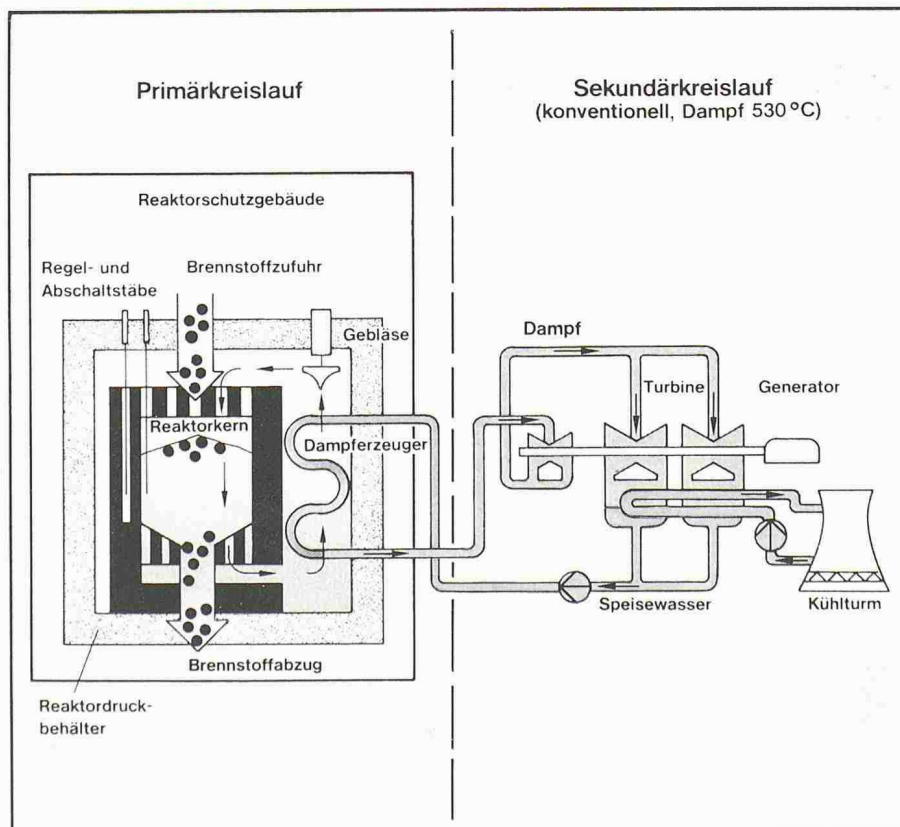 Primärkreislauf
Sekundärkreislauf
(konventionell, Dampf 530 °C)
Reaktorschutzgebäude
Regel- und
Abschaltstäbe
Brennstoffzufuhr
Gebläse
Reaktorkern
Dampferzeuger
Brennstoffabzug
Reaktordruck-
behälter
Dampf
Turbine
Generator
Speisewasser
Kühlturm